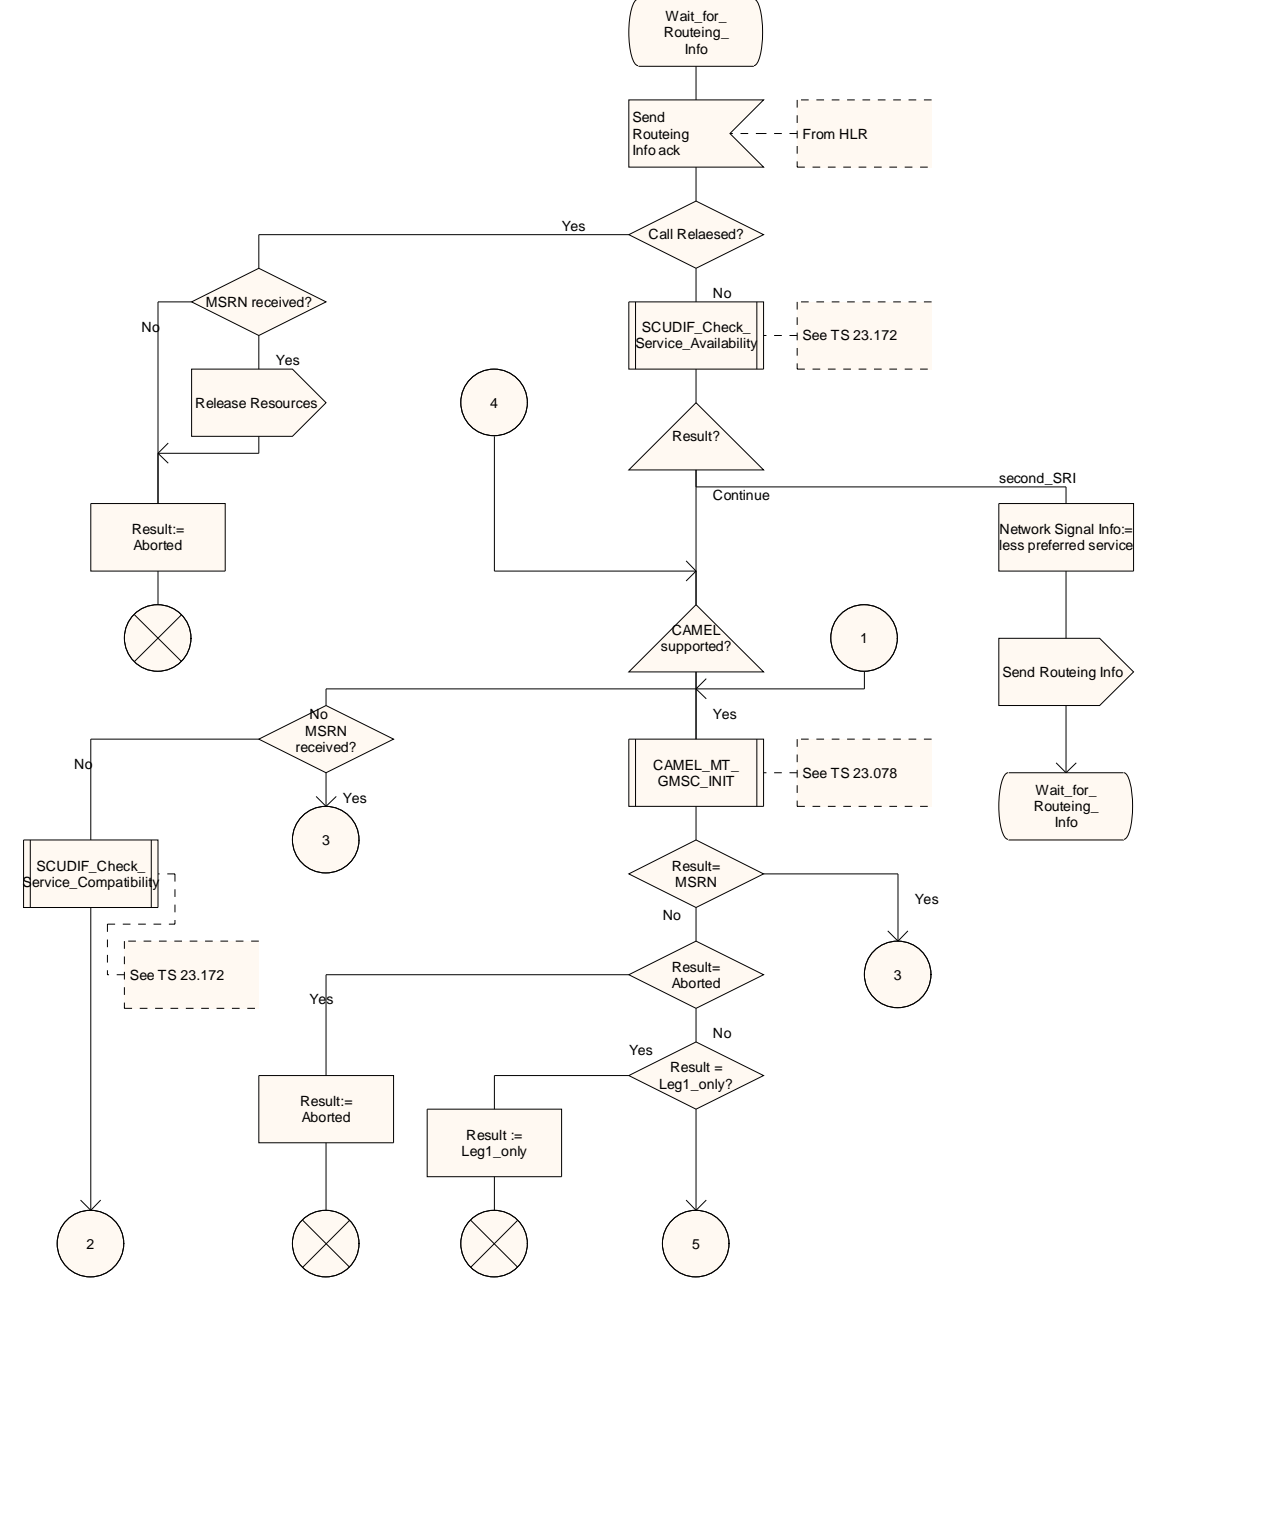 Wait_for_
Routeing_
Info
Send
Routeing
Info ack
From HLR
Yes
Call Relaesed?
MSRN received?
No
No
SCUDIF_Check_
Service_Availability
See TS 23.172
Yes
Release Resources
4
Result?
second_SRI
Continue
Result:=
Aborted
Network Signal Info:=
less preferred service
CAMEL
supported?
1
Send Routeing Info
No
MSRN
received?
Yes
No
CAMEL_MT_
GMSC_INIT
See TS 23.078
Wait_for_
Routeing_
Info
Yes
3
SCUDIF_Check_
Service_Compatibility
Result=
MSRN
Yes
No
See TS 23.172
Result=
Aborted
3
Yes
No
Yes
Result =
Leg1_only?
Result:=
Aborted
Result :=
Leg1_only
2
5